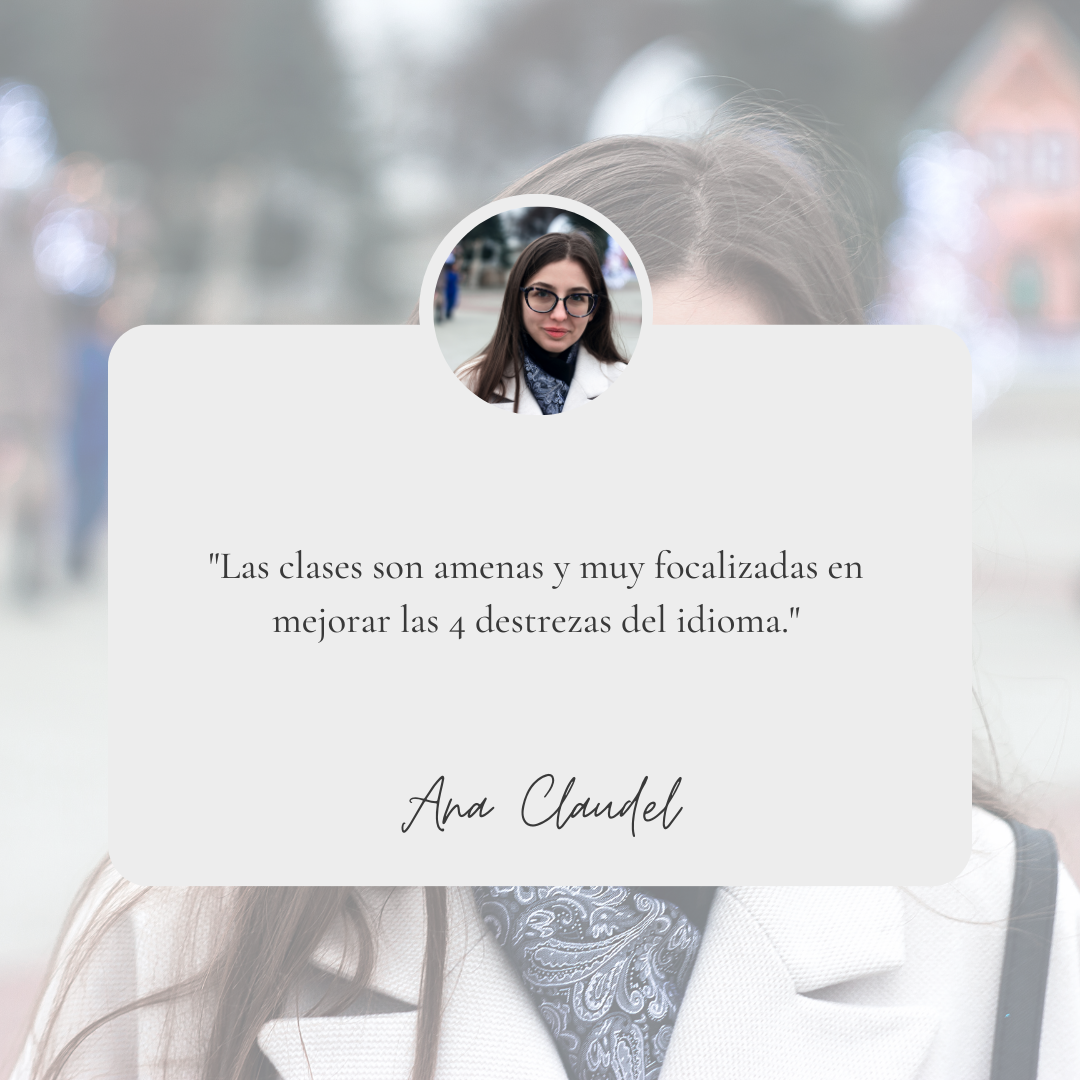 "Las clases son amenas y muy focalizadas en
mejorar las 4 destrezas del idioma."
Ana Claudel